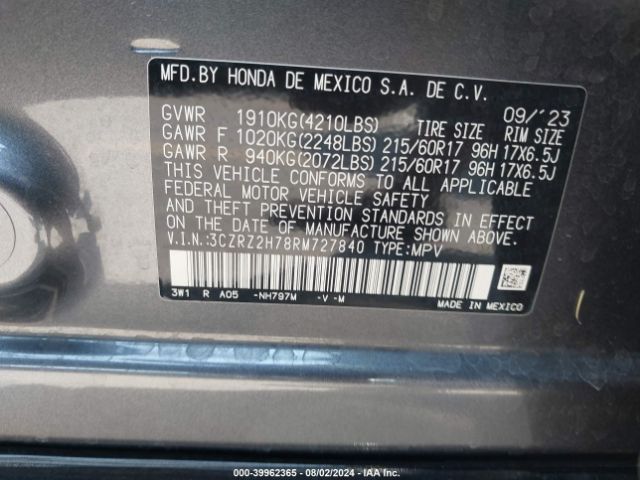 MFD.BY HONDA DE MEXICO S.A. DE C.V.
09/'23
GVWR 1910KG(4210LBS) TIRE SIZE RIM SIZE
GAWR F 1020KG(2248LBS) 215/60R17 96H 17X6.5J
GAWR R 940KG(2072LBS) 215/60R17 96H 17X6.5J
THIS VEHICLE CONFORMS TO ALL APPLICABLE
FEDERAL MOTOR VEHICLE SAFETY
AND THEFT PREVENTION STANDARDS IN EFFECT
ON THE DATE OF MANUFACTURE SHOWN ABOVE.
V.I.N.:3CZRZ2H78RM727840 TYPE:MPV
3W1 R A05 -NH797M -V -M
MADE IN MEXICO
COPART-39962365 - 08/02/2024 - IAAI